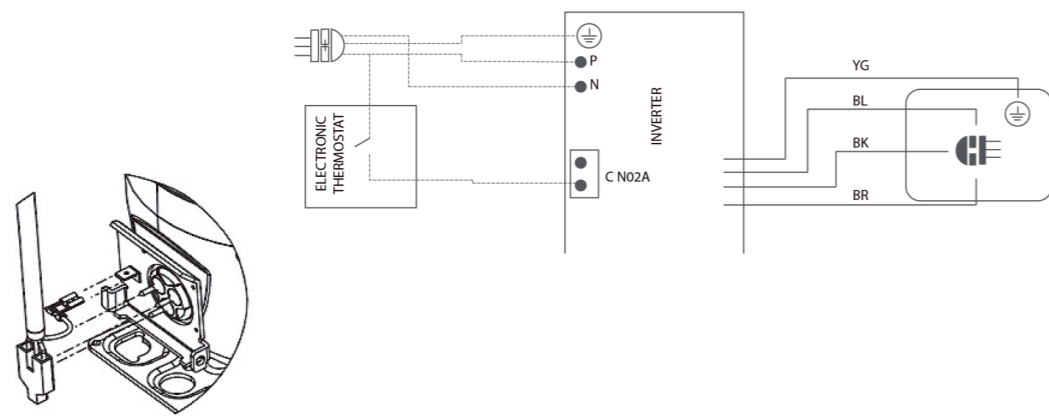 P
N
ELECTRONIC
THERMOSTAT
INVERTER
C N02A
YG
BL
BK
BR